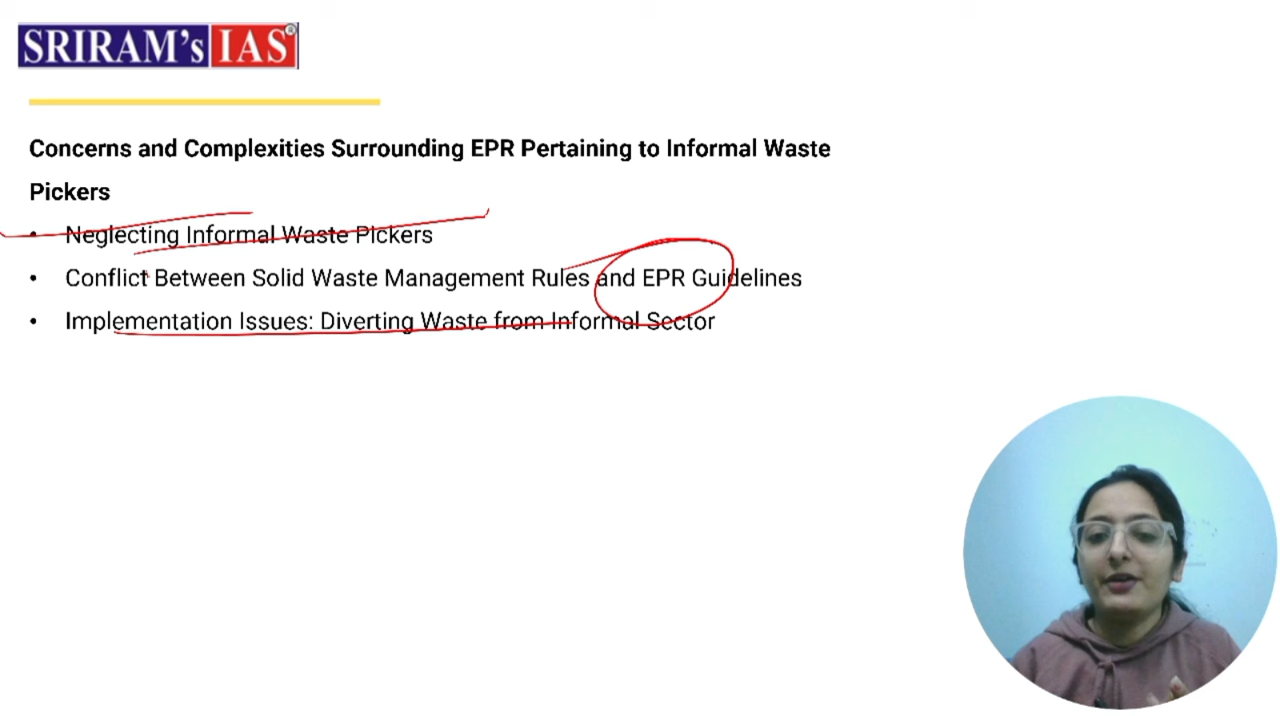 SRIRAM's IAS®
Concerns and Complexities Surrounding EPR Pertaining to Informal Waste
Pickers
• Neglecting Informal Waste Pickers
• Conflict Between Solid Waste Management Rules and EPR Guidelines
• Implementation Issues: Diverting Waste from Informal Sector